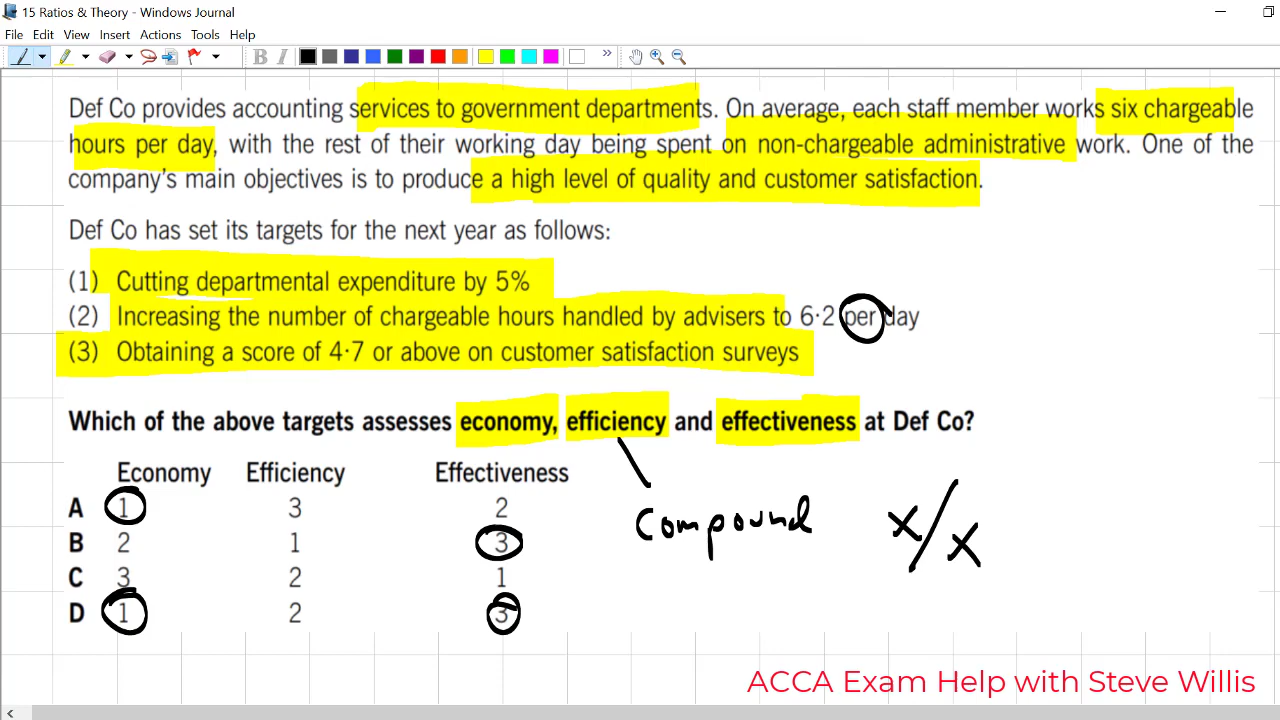 15 Ratios & Theory - Windows Journal
File Edit View Insert Actions Tools Help
B I »
Def Co provides accounting services to government departments. On average, each staff member works six chargeable
hours per day, with the rest of their working day being spent on non-chargeable administrative work. One of the
company's main objectives is to produce a high level of quality and customer satisfaction.
Def Co has set its targets for the next year as follows:
(1) Cutting departmental expenditure by 5%
(2) Increasing the number of chargeable hours handled by advisers to 6·2 per day
(3) Obtaining a score of 4·7 or above on customer satisfaction surveys
Which of the above targets assesses economy, efficiency and effectiveness at Def Co?
Economy Efficiency Effectiveness
A 1 3 2
B 2 1 3
C 3 2 1
D 1 2 3
Compound x/x
ACCA Exam Help with Steve Willis